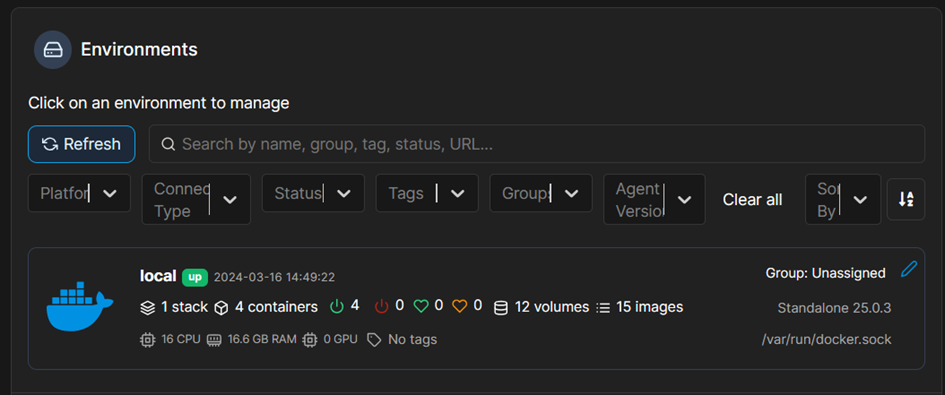 Environments
Click on an environment to manage
Refresh Search by name, group, tag, status, URL...
Platfor Connec Type Status Tags Group Agent Versio Clear all Sor By
local up 2024-03-16 14:49:22 Group: Unassigned
1 stack 4 containers 4 0 0 0 12 volumes 15 images Standalone 25.0.3
16 CPU 16.6 GB RAM 0 GPU No tags /var/run/docker.sock